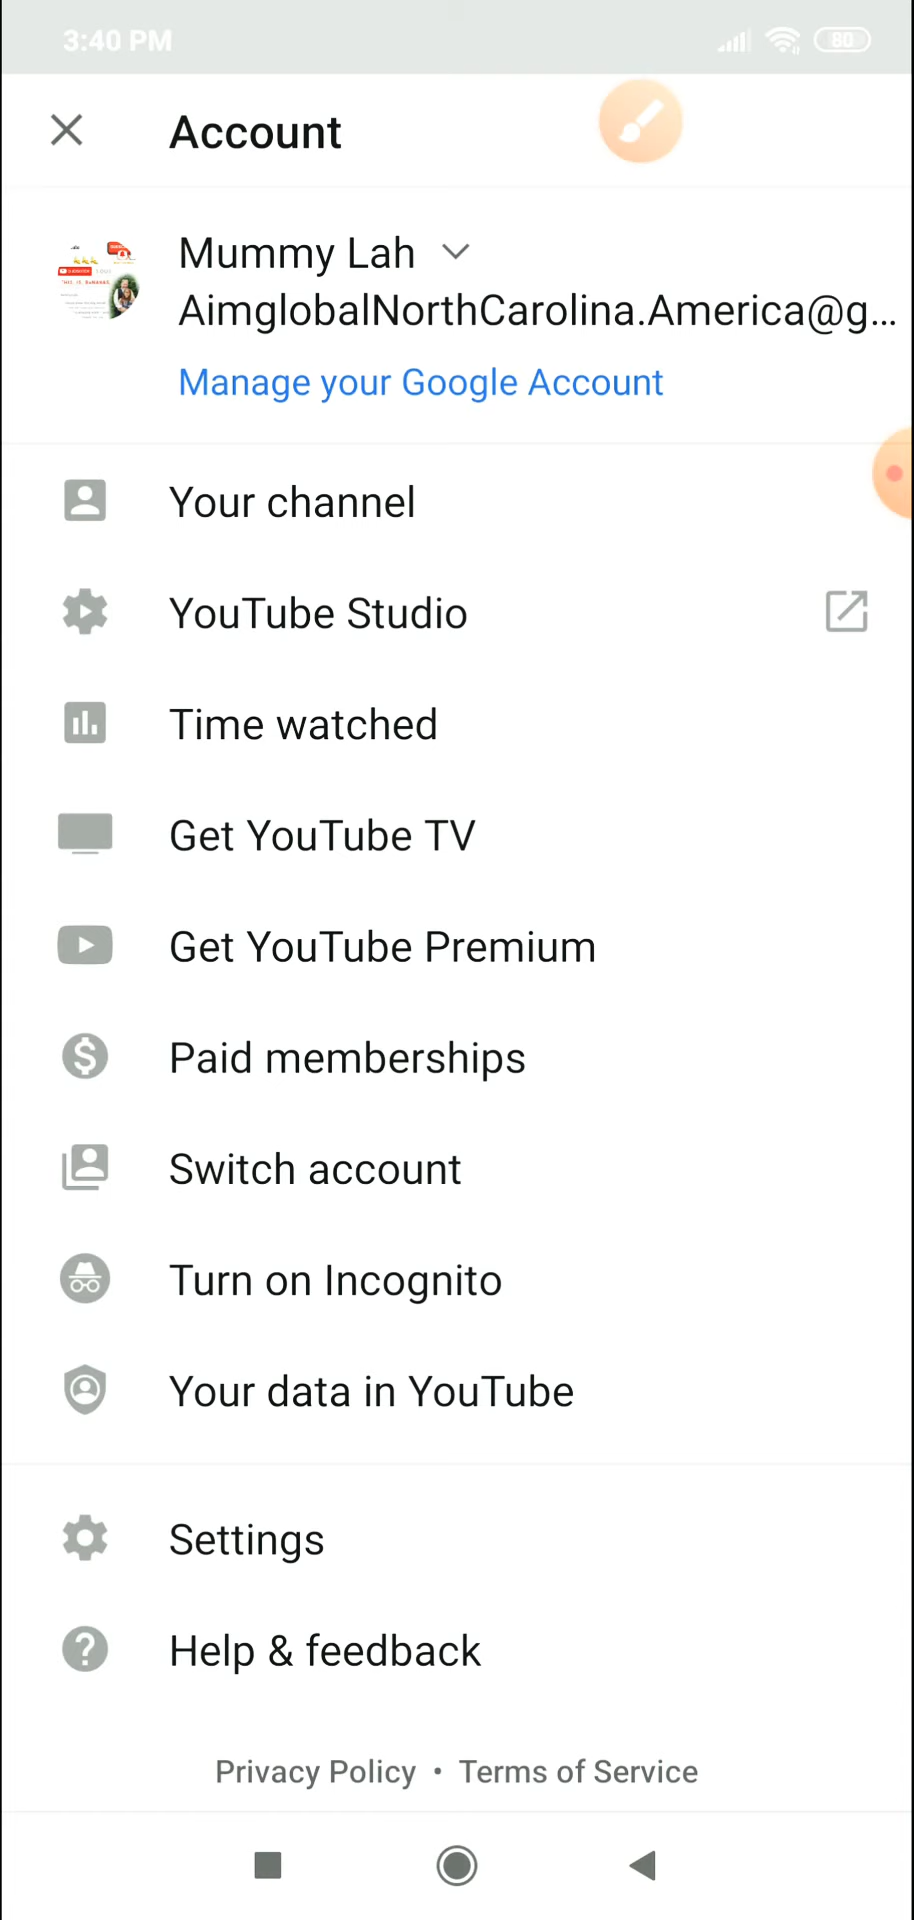 3:40 PM
80
Account
Mummy Lah
AimglobalNorthCarolina.America@g...
Manage your Google Account
Your channel
YouTube Studio
Time watched
Get YouTube TV
Get YouTube Premium
Paid memberships
Switch account
Turn on Incognito
Your data in YouTube
Settings
Help & feedback
Privacy Policy • Terms of Service